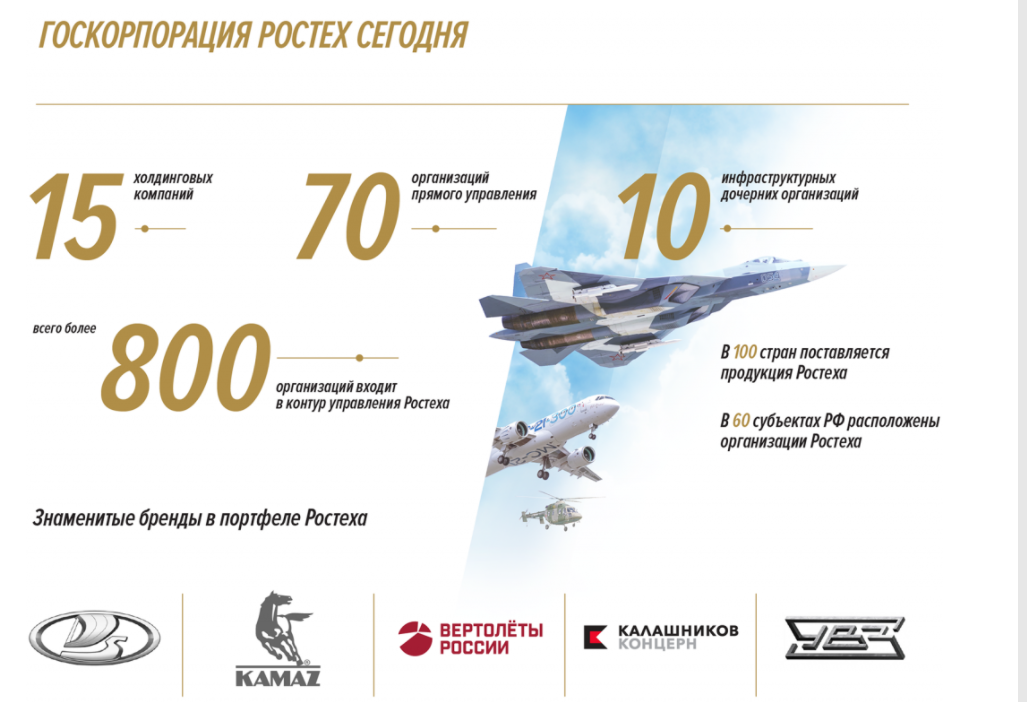 ГОСКОРПОРАЦИЯ РОСТЕХ СЕГОДНЯ
15
холдинговых
компаний
70
организаций
прямого управления
10
инфраструктурных
дочерних организаций
всего более
800
организаций входит
в контур управления Ростеха
В 100 стран поставляется
продукция Ростеха
В 60 субъектах РФ расположены
организации Ростеха
Знаменитые бренды в портфеле Ростеха
KAMAZ
®
ВЕРТОЛЁТЫ
РОССИИ
КАЛАШНИКОВ
КОНЦЕРН
УВЗ